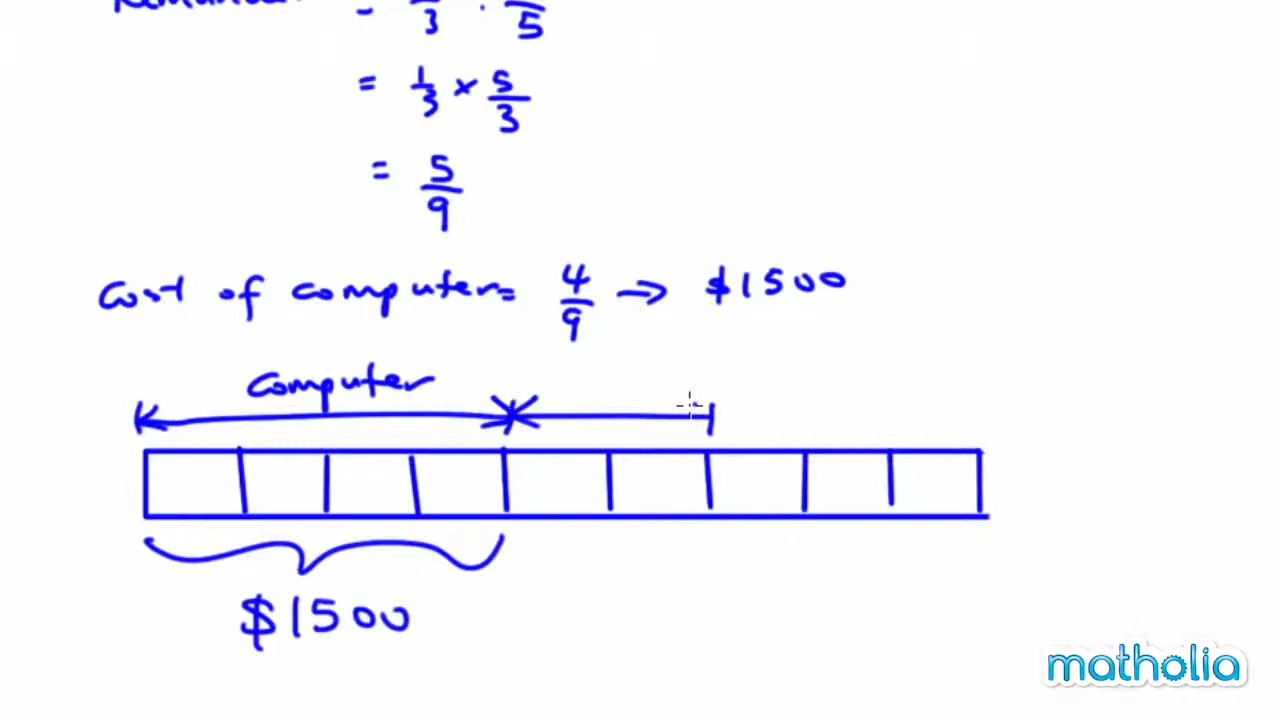 = 1/3 × 5/3
= 5/9
Cost of computer = 4/9 → $1500
Computer
$1500
matholia